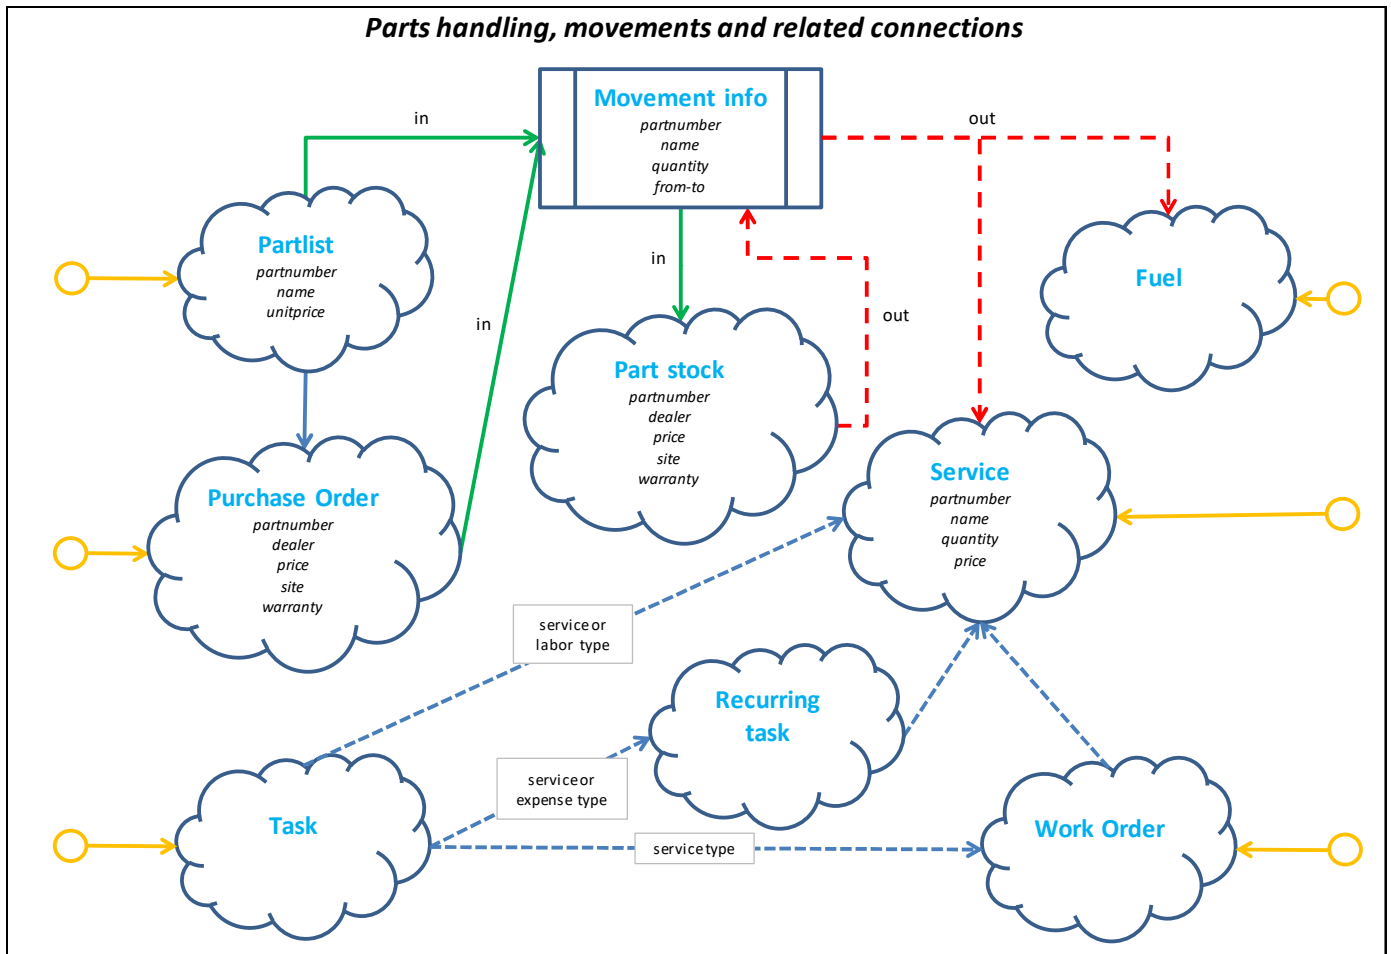 Parts handling, movements and related connections
Movement info
partnumber
name
quantity
from-to
in
out
Partlist
partnumber
name
unitprice
in
Fuel
in
out
Part stock
partnumber
dealer
price
site
warranty
Purchase Order
partnumber
dealer
price
site
warranty
Service
partnumber
name
quantity
price
service or
labor type
Recurring
task
service or
expense type
Task
service type
Work Order